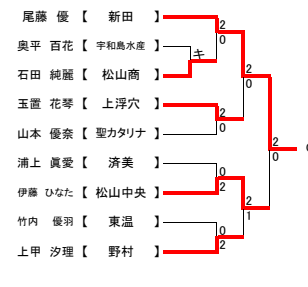 尾藤 優 【 新田 】
奥平 百花 【 宇和島水産 】
石田 純麗 【 松山商 】
玉置 花琴 【 上浮穴 】
山本 優奈 【 聖カタリナ 】
浦上 眞愛 【 済美 】
伊藤 ひなた 【 松山中央 】
竹内 優羽 【 東温 】
上甲 汐理 【 野村 】
2
0
キ
2
0
2
0
2
0
0
2
2
1
0
2